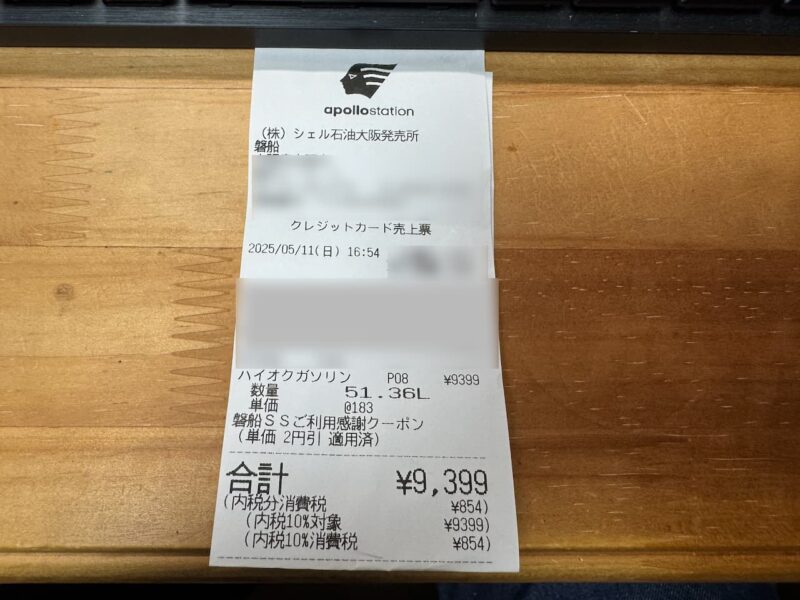 apollostation
(株)シェル石油大阪発売所
磐船
クレジットカード売上票
2025/05/11(日) 16:54
ハイオクガソリン P08 ¥9399
数量 51.36L
単価 @183
磐船SSご利用感謝クーポン
(単価 2円引 適用済)
合計 ¥9,399
(内税分消費税 ¥854)
(内税10%対象 ¥9399)
(内税10%消費税 ¥854)